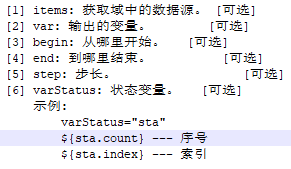 [1] items: 获取域中的数据源。 [可选]
[2] var: 输出的变量。 [可选]
[3] begin: 从哪里开始。 [可选]
[4] end: 到哪里结束。 [可选]
[5] step: 步长。 [可选]
[6] varStatus: 状态变量。 [可选]
示例:
varStatus="sta"
${sta.count} --- 序号
${sta.index} --- 索引